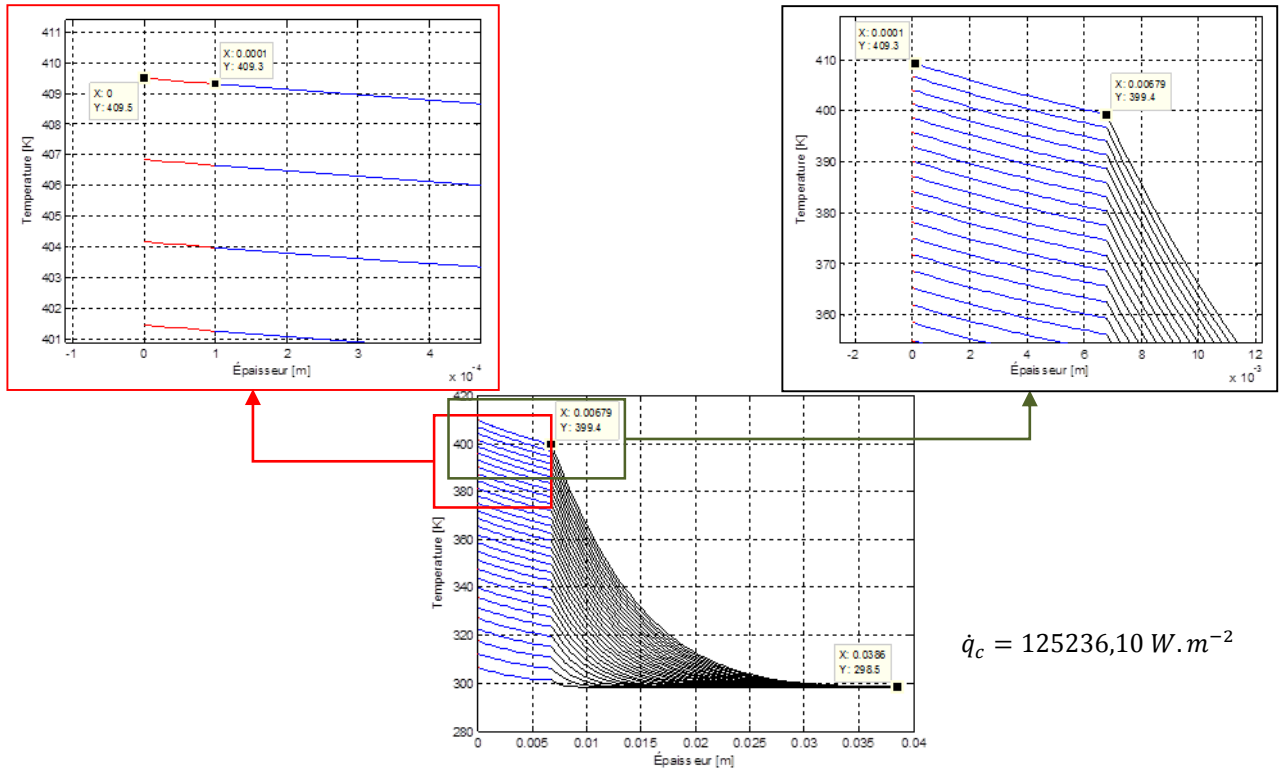 411
410
409
408
407
406
405
404
403
402
401
-1
0
1
2
3
4
x 10⁻⁴
Temperature [K]
Épaisseur [m]
X: 0.0001
Y: 409.3
X: 0
Y: 409.5
410
400
390
380
370
360
-2
0
2
4
6
8
10
12
x 10⁻³
Temperature [K]
Épaisseur [m]
X: 0.0001
Y: 409.3
X: 0.00679
Y: 399.4
420
400
380
360
340
320
300
280
0
0.005
0.01
0.015
0.02
0.025
0.03
0.035
0.04
Temperature [K]
Épaisseur [m]
X: 0.00679
Y: 399.4
X: 0.0386
Y: 298.5
q̇_c = 125236,10 W.m⁻²